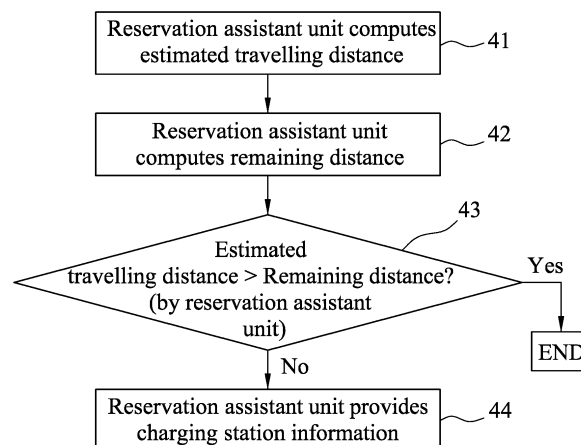 Reservation assistant unit computes
estimated travelling distance
41
Reservation assistant unit
computes remaining distance
42
43
Estimated
travelling distance > Remaining distance?
(by reservation assistant
unit)
Yes
END
No
Reservation assistant unit provides
charging station information
44